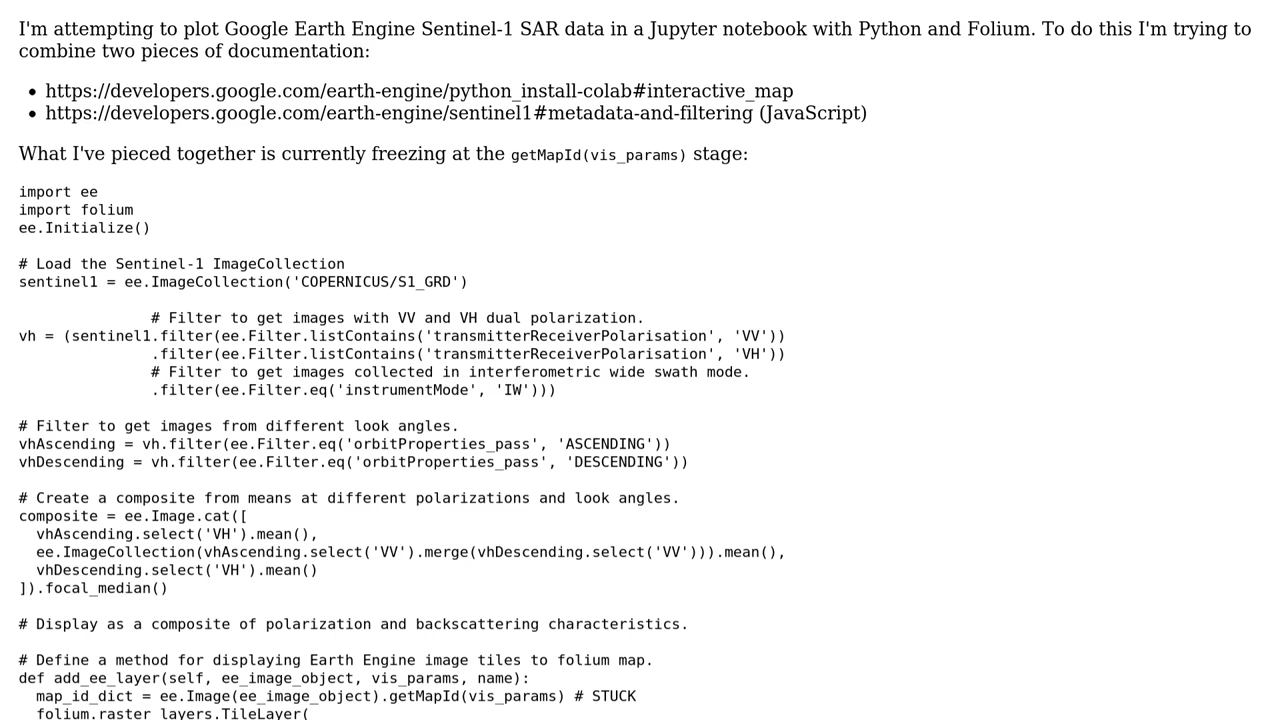 I'm attempting to plot Google Earth Engine Sentinel-1 SAR data in a Jupyter notebook with Python and Folium. To do this I'm trying to
combine two pieces of documentation:
• https://developers.google.com/earth-engine/python_install-colab#interactive_map
• https://developers.google.com/earth-engine/sentinel1#metadata-and-filtering (JavaScript)
What I've pieced together is currently freezing at the getMapId(vis_params) stage:
import ee
import folium
ee.Initialize()
# Load the Sentinel-1 ImageCollection
sentinel1 = ee.ImageCollection('COPERNICUS/S1_GRD')
# Filter to get images with VV and VH dual polarization.
vh = (sentinel1.filter(ee.Filter.listContains('transmitterReceiverPolarisation', 'VV'))
.filter(ee.Filter.listContains('transmitterReceiverPolarisation', 'VH'))
# Filter to get images collected in interferometric wide swath mode.
.filter(ee.Filter.eq('instrumentMode', 'IW')))
# Filter to get images from different look angles.
vhAscending = vh.filter(ee.Filter.eq('orbitProperties_pass', 'ASCENDING'))
vhDescending = vh.filter(ee.Filter.eq('orbitProperties_pass', 'DESCENDING'))
# Create a composite from means at different polarizations and look angles.
composite = ee.Image.cat([
vhAscending.select('VH').mean(),
ee.ImageCollection(vhAscending.select('VV').merge(vhDescending.select('VV'))).mean(),
vhDescending.select('VH').mean()
]).focal_median()
# Display as a composite of polarization and backscattering characteristics.
# Define a method for displaying Earth Engine image tiles to folium map.
def add_ee_layer(self, ee_image_object, vis_params, name):
map_id_dict = ee.Image(ee_image_object).getMapId(vis_params) # STUCK
folium.raster_layers.TileLayer(